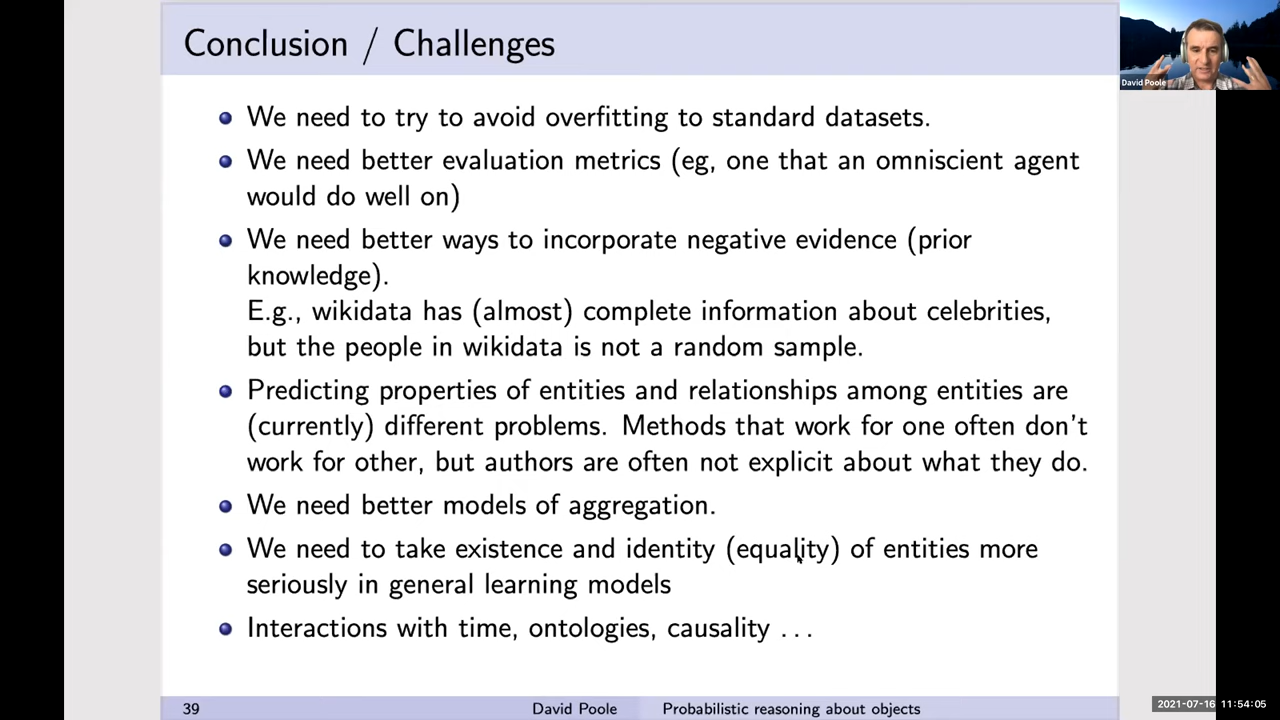 Conclusion / Challenges
We need to try to avoid overfitting to standard datasets.
We need better evaluation metrics (eg, one that an omniscient agent
would do well on)
We need better ways to incorporate negative evidence (prior
knowledge).
E.g., wikidata has (almost) complete information about celebrities,
but the people in wikidata is not a random sample.
Predicting properties of entities and relationships among entities are
(currently) different problems. Methods that work for one often don't
work for other, but authors are often not explicit about what they do.
We need better models of aggregation.
We need to take existence and identity (equality) of entities more
seriously in general learning models
Interactions with time, ontologies, causality . . .
39 David Poole Probabilistic reasoning about objects
David Poole
2021-07-16 11:54:05